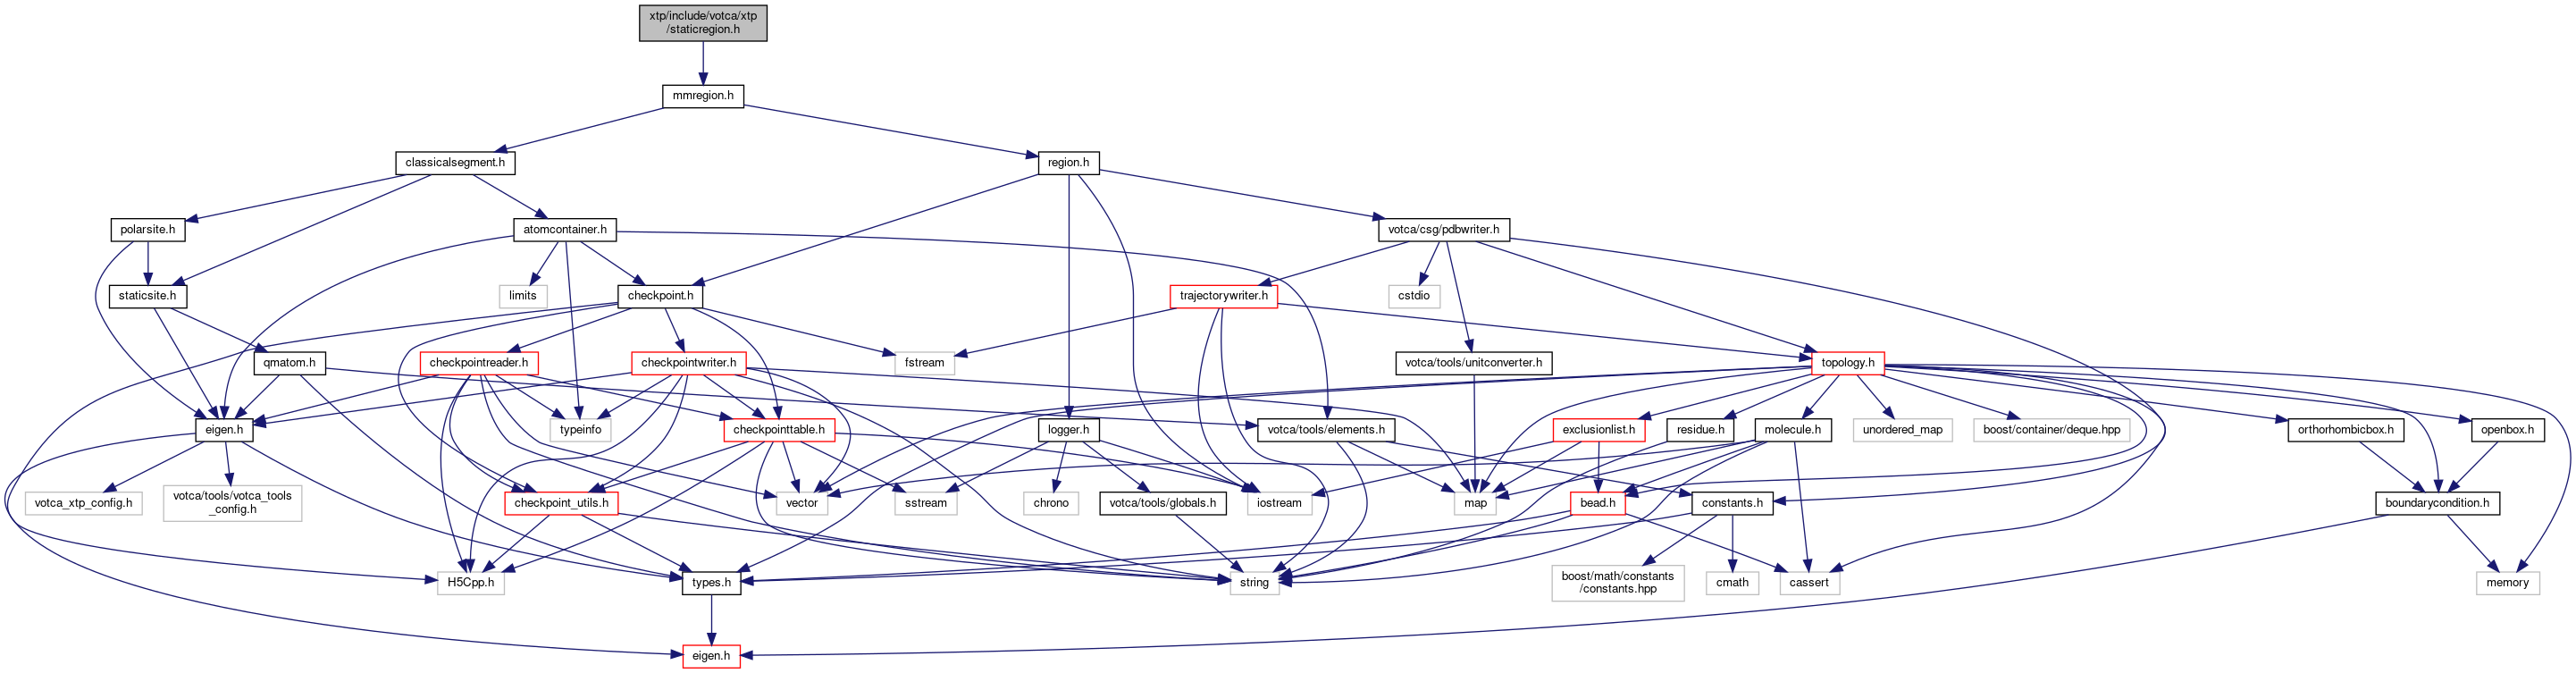 xtp/include/votca/xtp
/staticregion.h
mmregion.h
classicalsegment.h
region.h
polarsite.h
atomcontainer.h
votca/csg/pdbwriter.h
staticsite.h
limits
checkpoint.h
trajectorywriter.h
cstdio
qmatom.h
checkpointreader.h
checkpointwriter.h
fstream
votca/tools/unitconverter.h
topology.h
eigen.h
typeinfo
checkpointtable.h
logger.h
votca/tools/elements.h
exclusionlist.h
residue.h
molecule.h
unordered_map
boost/container/deque.hpp
orthorhombicbox.h
openbox.h
votca_xtp_config.h
votca/tools/votca_tools
_config.h
checkpoint_utils.h
vector
sstream
chrono
votca/tools/globals.h
iostream
map
bead.h
constants.h
boundarycondition.h
H5Cpp.h
types.h
string
boost/math/constants
/constants.hpp
cmath
cassert
memory
eigen.h